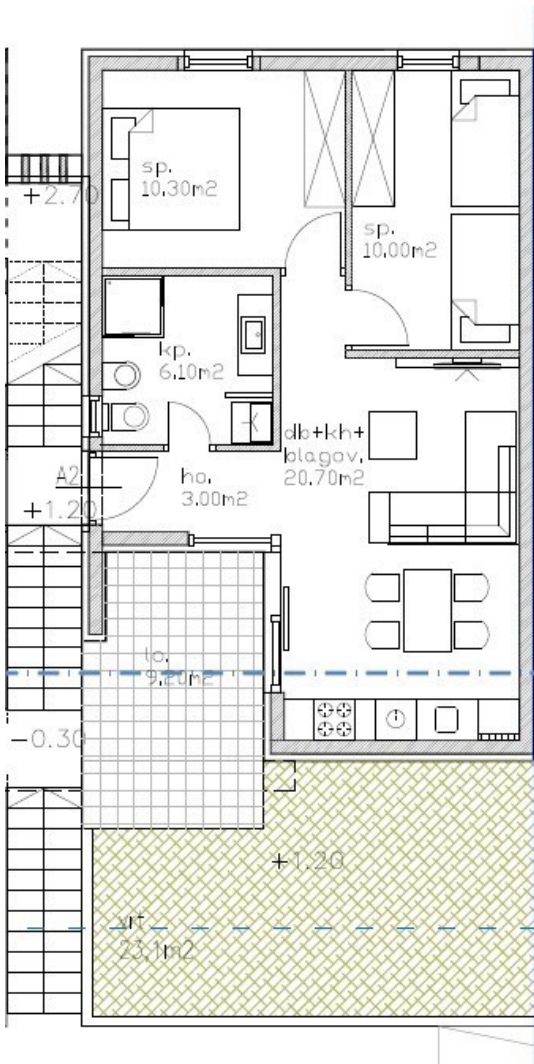 sp.
10.30m2
+2.70
sp.
10.00m2
kp.
6.10m2
db+kh+
blagov.
20.70m2
A2
ho.
3.00m2
+1.20
lo.
9.20m2
-0.30
+1.20
vrt
23,1m2